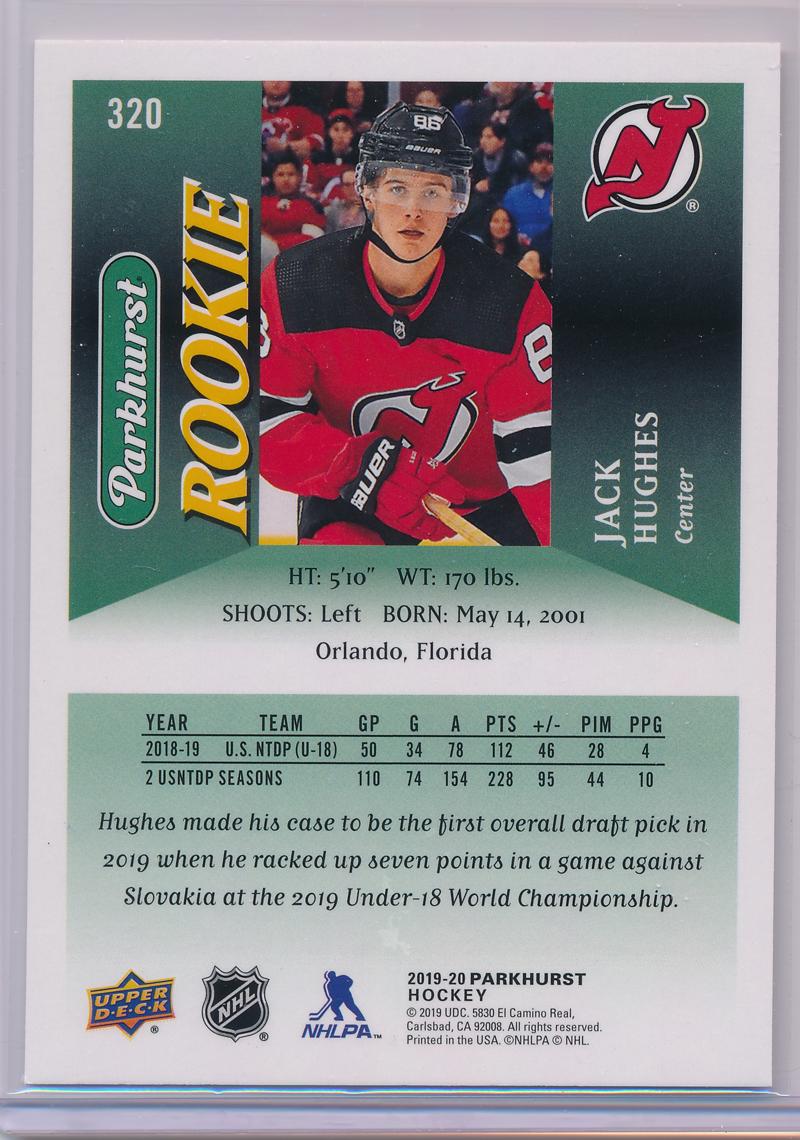 320
Parkhurst
ROOKIE
86
BAUER
8
BAUER
JACK
HUGHES
Center
®
HT: 5'10" WT: 170 lbs.
SHOOTS: Left BORN: May 14, 2001
Orlando, Florida
YEAR TEAM GP G A PTS +/- PIM PPG
2018-19 U.S. NTDP (U-18) 50 34 78 112 46 28 4
2 USNTDP SEASONS 110 74 154 228 95 44 10
Hughes made his case to be the first overall draft pick in
2019 when he racked up seven points in a game against
Slovakia at the 2019 Under-18 World Championship.
UPPER
D·E·C·K
®
NHL
®
NHLPA™
2019-20 PARKHURST
HOCKEY
© 2019 UDC. 5830 El Camino Real,
Carlsbad, CA 92008. All rights reserved.
Printed in the USA. ©NHLPA © NHL.